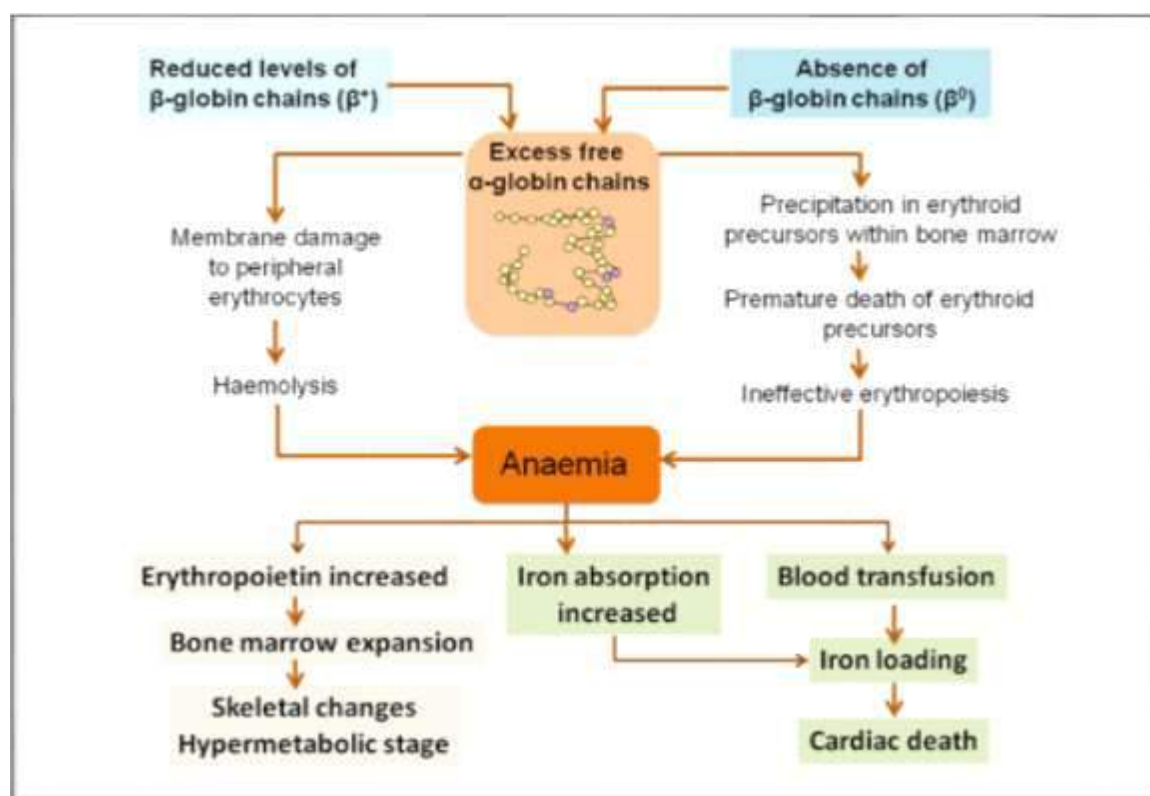 Reduced levels of
β-globin chains (β⁺)
Absence of
β-globin chains (β⁰)
Excess free
α-globin chains
Membrane damage
to peripheral
erythrocytes
Haemolysis
Precipitation in erythroid
precursors within bone marrow
Premature death of erythroid
precursors
Ineffective erythropoiesis
Anaemia
Erythropoietin increased
Bone marrow expansion
Skeletal changes
Hypermetabolic stage
Iron absorption
increased
Blood transfusion
Iron loading
Cardiac death